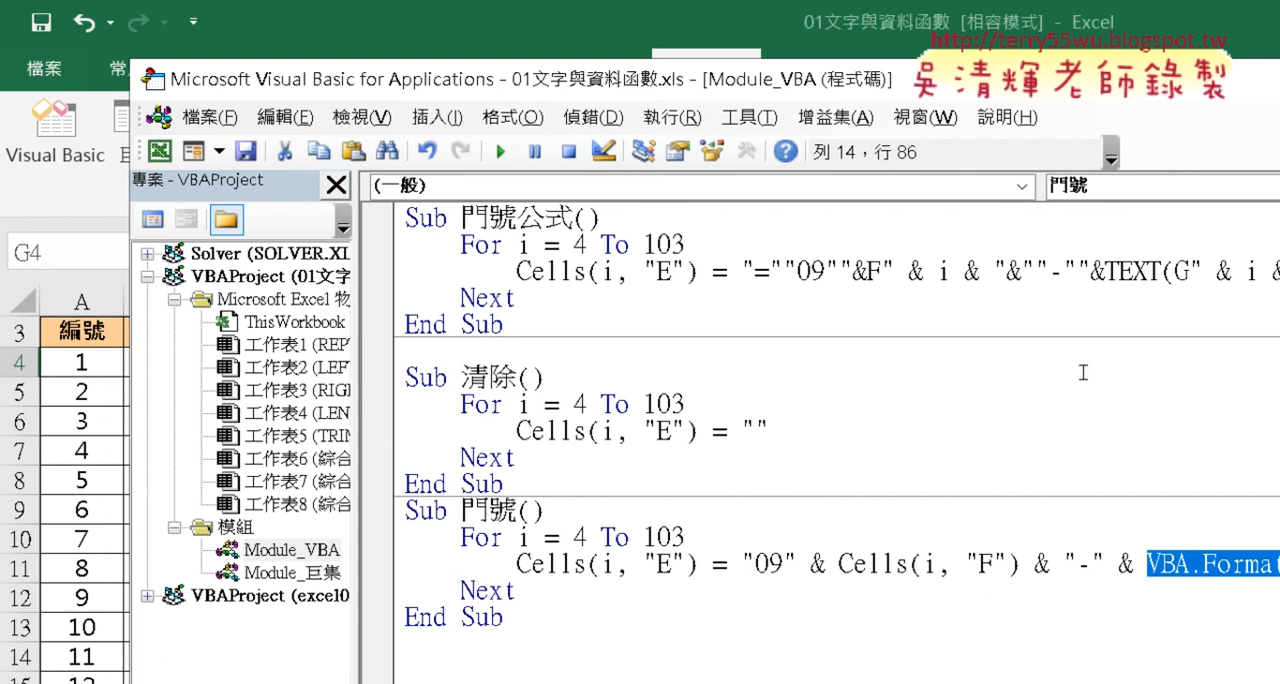 01文字與資料函數 [相容模式] - Excel
http://terry55wu.blogspot.tw
吳清輝老師錄製
檔案
常
Microsoft Visual Basic for Applications - 01文字與資料函數.xls - [Module_VBA (程式碼)]
檔案(F) 編輯(E) 檢視(V) 插入(I) 格式(O) 偵錯(D) 執行(R) 工具(T) 增益集(A) 視窗(W) 說明(H)
Visual Basic
列 14，行 86
專案 - VBAProject
(一般)
門號
G4
Solver (SOLVER.XL
VBAProject (01文字
Microsoft Excel 物
ThisWorkbook
工作表1 (REP
工作表2 (LEF
工作表3 (RIG
工作表4 (LEN
工作表5 (TRIN
工作表6 (綜合
工作表7 (綜合
工作表8 (綜合
模組
Module_VBA
Module_巨集
VBAProject (excel0
A
3 編號
4 1
5 2
6 3
7 4
8 5
9 6
10 7
11 8
12 9
13 10
14 11
Sub 門號公式()
For i = 4 To 103
Cells(i, "E") = "=""09""&F" & i & "&""-""&TEXT(G" & i &
Next
End Sub
Sub 清除()
For i = 4 To 103
Cells(i, "E") = ""
Next
End Sub
Sub 門號()
For i = 4 To 103
Cells(i, "E") = "09" & Cells(i, "F") & "-" & VBA.Format
Next
End Sub